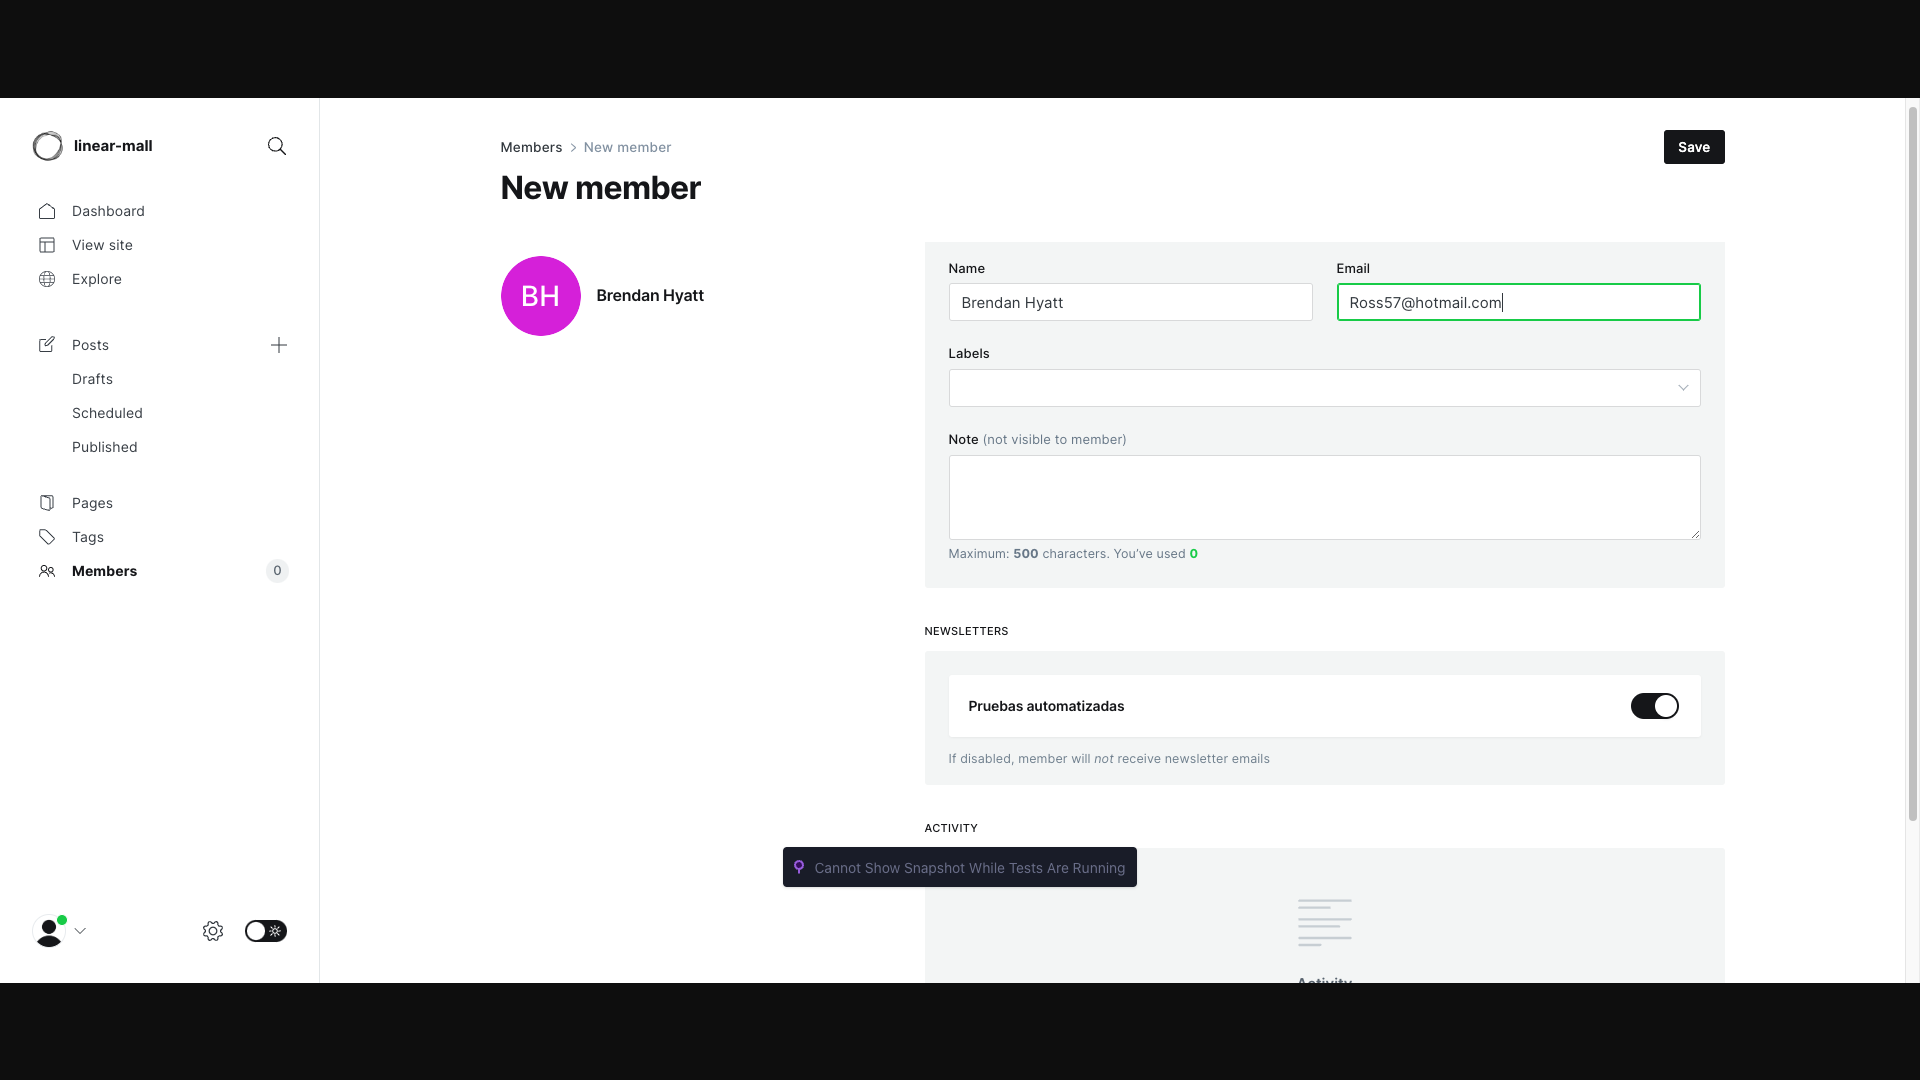 linear-mall
Dashboard
View site
Explore
Posts
Drafts
Scheduled
Published
Pages
Tags
Members 0
Members > New member
Save
New member
BH
Brendan Hyatt
Name
Brendan Hyatt
Email
Ross57@hotmail.com
Labels
Note (not visible to member)
Maximum: 500 characters. You’ve used 0
NEWSLETTERS
Pruebas automatizadas
If disabled, member will not receive newsletter emails
ACTIVITY
Cannot Show Snapshot While Tests Are Running
Activity